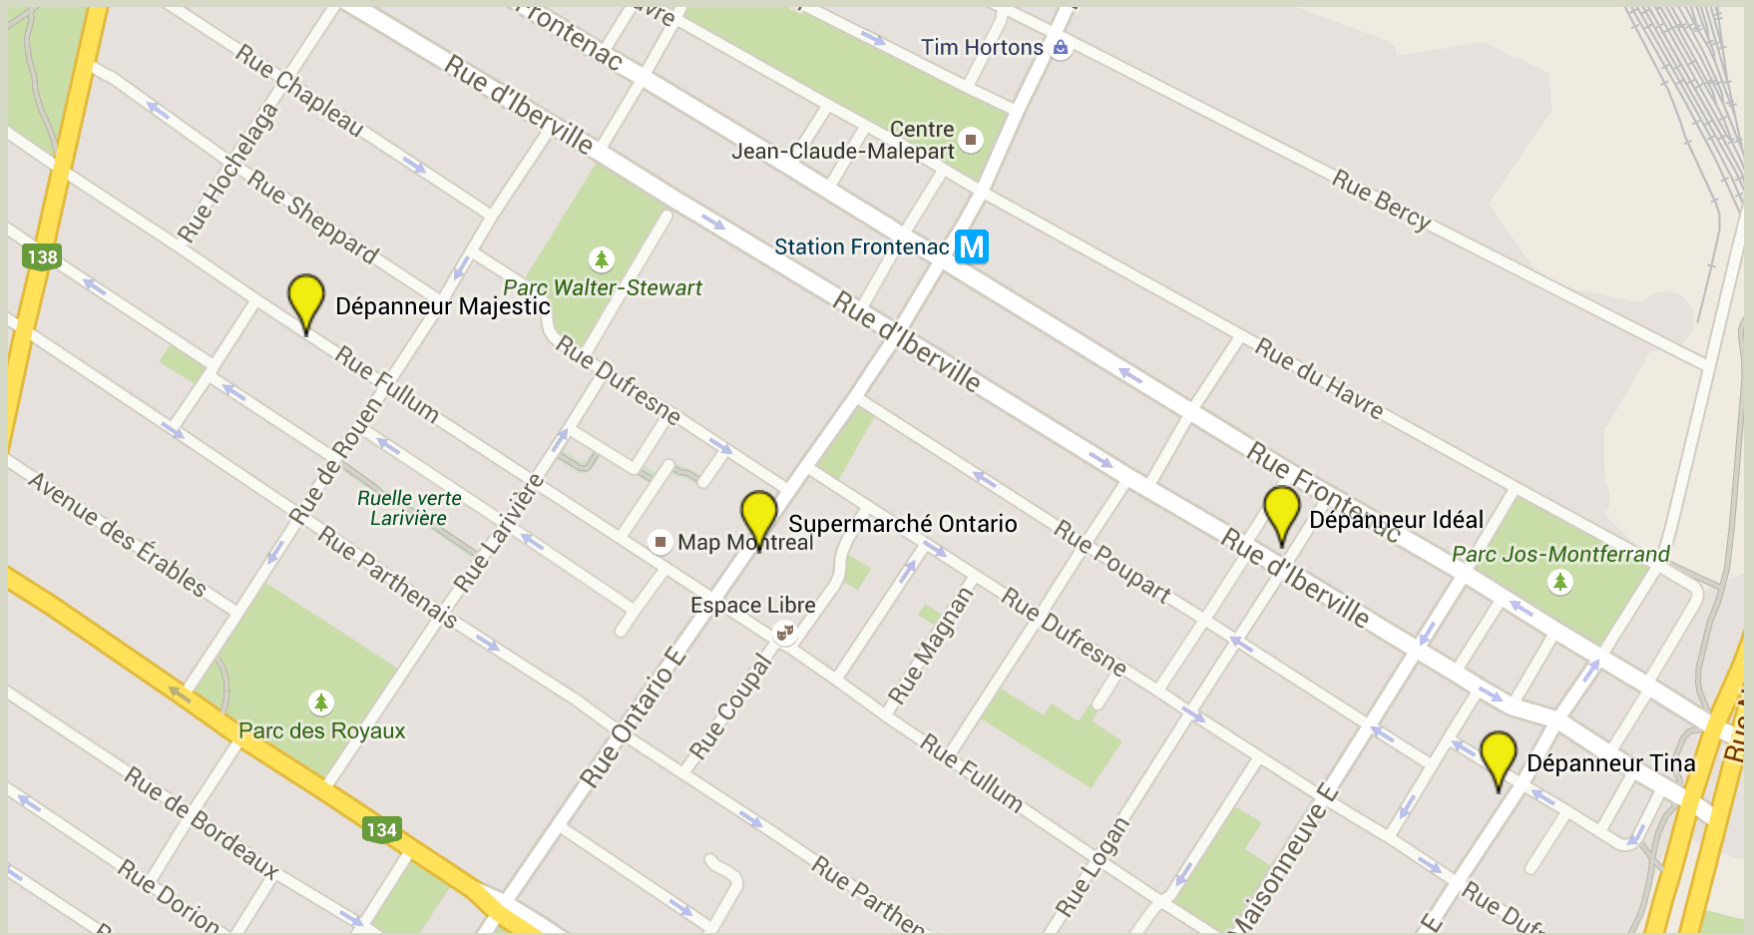 Frontenac
Tim Hortons
Rue Chapleau
Rue d'Iberville
Centre
Jean-Claude-Malepart
Rue Hochelaga
Rue Sheppard
Rue Bercy
138
Station Frontenac
M
Parc Walter-Stewart
Dépanneur Majestic
Rue d'Iberville
Rue Dufresne
Rue Fullum
Rue du Havre
Rue de Rouen
Rue Frontenac
Avenue des Érables
Ruelle verte
Larivière
Rue Larivière
Supermarché Ontario
Map Montreal
Dépanneur Idéal
Rue Parthenais
Rue Poupart
Rue d'Iberville
Parc Jos-Montferrand
Espace Libre
Rue Dufresne
Rue Magnan
Rue Ontario E
Rue Coupal
Parc des Royaux
Rue Fullum
Dépanneur Tina
Rue de Bordeaux
134
Maisonneuve E
Rue Logan
Rue Dorion
Rue Parthen
Rue Duf
E